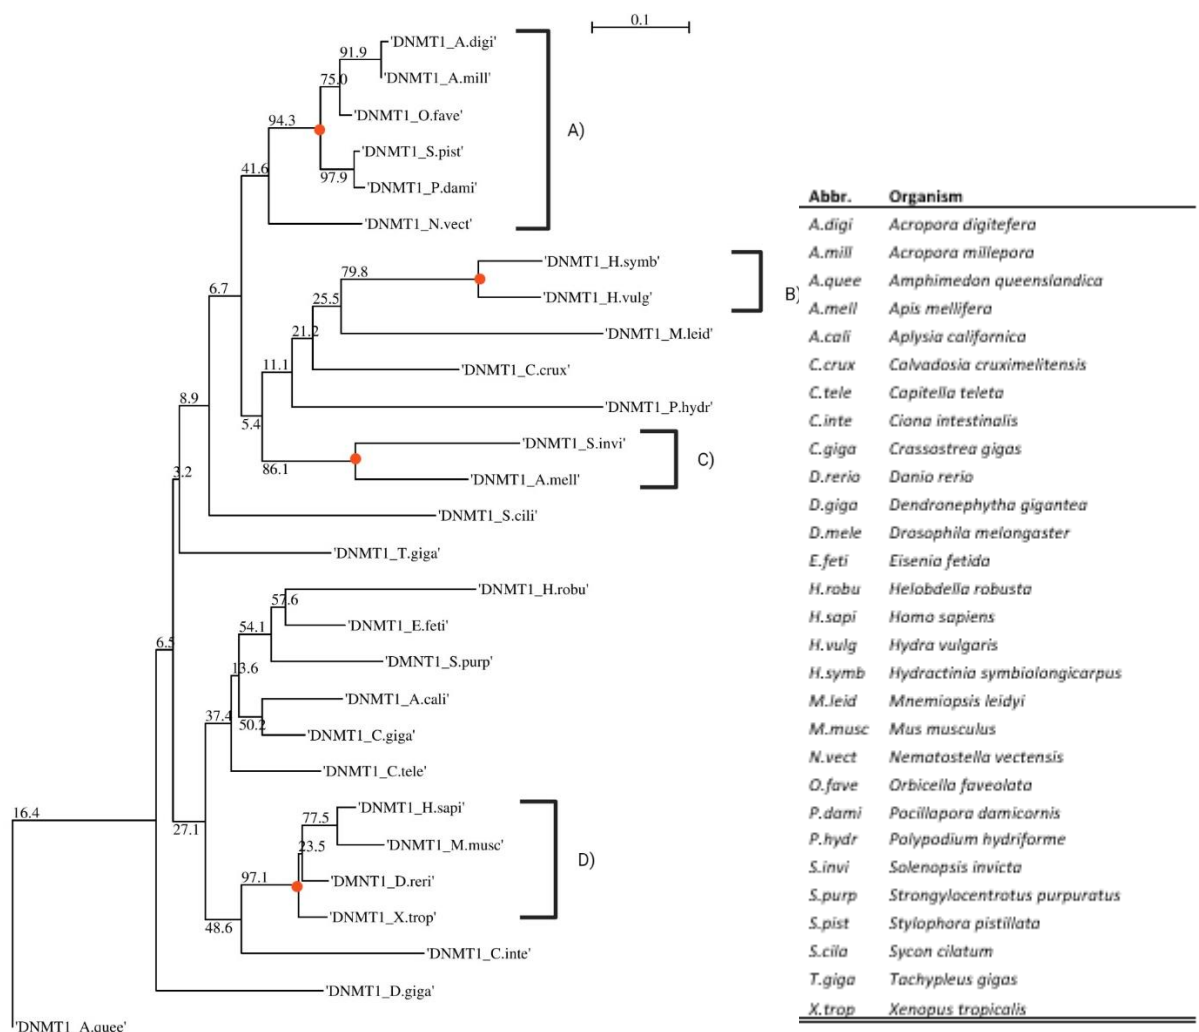 0.1
'DNMT1_A.digi'
91.9
75.0
'DNMT1_A.mill'
'DNMT1_O.fave'
94.3
A)
'DNMT1_S.pist'
97.9
'DNMT1_P.dami'
41.6
'DNMT1_N.vect'
'DNMT1_H.symb'
79.8
6.7
25.5
'DNMT1_H.vulg'
B)
21.2
'DNMT1_M.leid'
11.1
'DNMT1_C.crux'
8.9
'DNMT1_P.hydr'
5.4
'DNMT1_S.invi'
C)
86.1
3.2
'DNMT1_A.mell'
'DNMT1_S.cili'
'DNMT1_T.giga'
57.6
'DNMT1_H.robu'
54.1
'DNMT1_E.feti'
6.5
13.6
'DMNT1_S.purp'
'DNMT1_A.cali'
37.4
50.2
'DNMT1_C.giga'
'DNMT1_C.tele'
16.4
27.1
77.5
'DNMT1_H.sapi'
23.5
'DNMT1_M.musc'
D)
97.1
'DMNT1_D.reri'
48.6
'DNMT1_X.trop'
'DNMT1_C.inte'
'DNMT1_D.giga'
'DNMT1_A.quee'
Abbr. Organism
A.digi Acropora digitefera
A.mill Acropora millepora
A.quee Amphimedon queenslandica
A.mell Apis mellifera
A.cali Aplysia californica
C.crux Calvadosia cruximelitensis
C.tele Capitella teleta
C.inte Ciona intestinalis
C.giga Crassostrea gigas
D.rerio Danio rerio
D.giga Dendronephytha gigantea
D.mele Drosophila melongaster
E.feti Eisenia fetida
H.robu Helobdella robusta
H.sapi Homo sapiens
H.vulg Hydra vulgaris
H.symb Hydractinia symbiolongicarpus
M.leid Mnemiopsis leidyi
M.musc Mus musculus
N.vect Nematostella vectensis
O.fave Orbicella faveolata
P.dami Pocillapora damicornis
P.hydr Polypodium hydriforme
S.invi Solenopsis invicta
S.purp Strongylocentrotus purpuratus
S.pist Stylophora pistillata
S.cila Sycon cilatum
T.giga Tachypleus gigas
X.trop Xenopus tropicalis